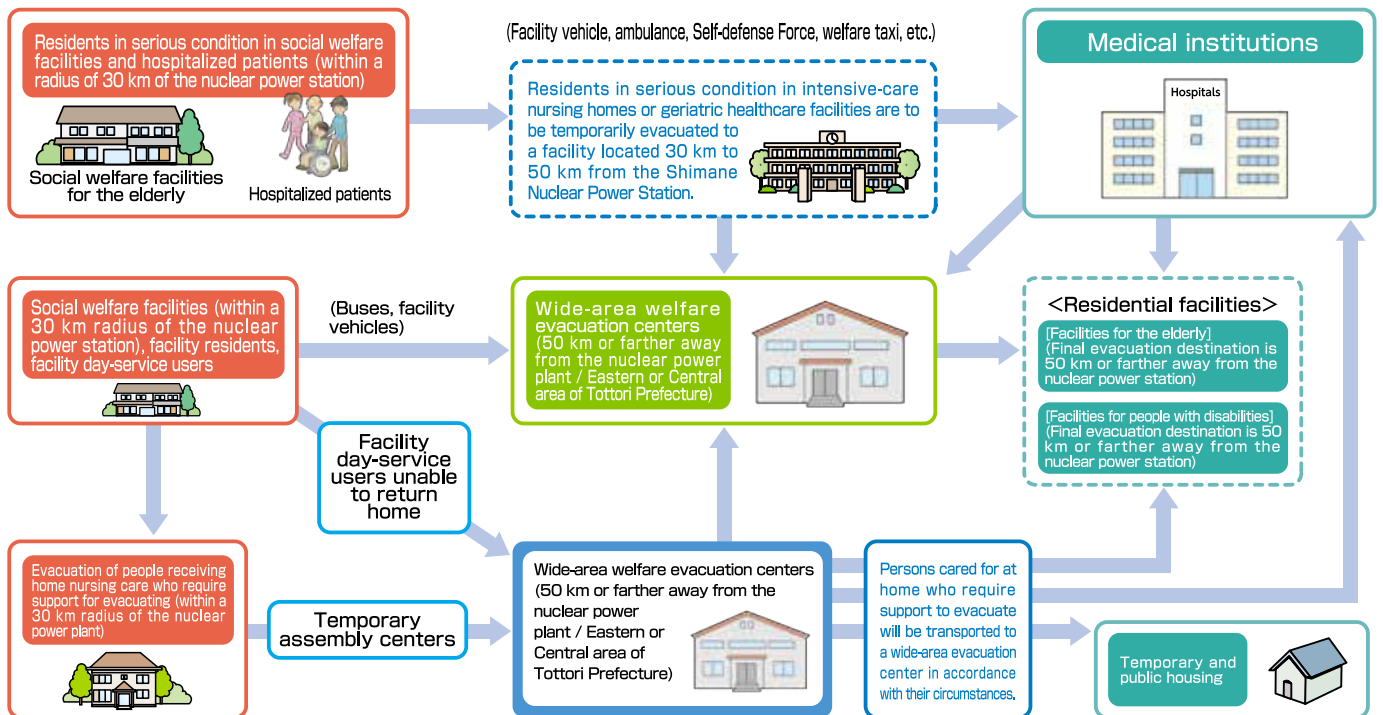 Residents in serious condition in social welfare
facilities and hospitalized patients (within a
radius of 30 km of the nuclear power station)
Social welfare facilities
for the elderly
Hospitalized patients
(Facility vehicle, ambulance, Self-defense Force, welfare taxi, etc.)
Residents in serious condition in intensive-care
nursing homes or geriatric healthcare facilities are to
be temporarily evacuated to
a facility located 30 km to
50 km from the Shimane
Nuclear Power Station.
Medical institutions
Hospitals
Social welfare facilities (within a
30 km radius of the nuclear
power station), facility residents,
facility day-service users
(Buses, facility
vehicles)
Wide-area welfare
evacuation centers
(50 km or farther away
from the nuclear power
plant / Eastern or Central
area of Tottori Prefecture)
<Residential facilities>
[Facilities for the elderly]
(Final evacuation destination is
50 km or farther away from the
nuclear power station)
[Facilities for people with disabilities]
(Final evacuation destination is 50
km or farther away from the
nuclear power station)
Facility
day-service
users unable
to return
home
Evacuation of people receiving
home nursing care who require
support for evacuating (within a
30 km radius of the nuclear
power plant)
Temporary
assembly centers
Wide-area welfare evacuation centers
(50 km or farther away from the
nuclear power
plant / Eastern or
Central area of
Tottori Prefecture)
Persons cared for at
home who require
support to evacuate
will be transported to
a wide-area evacuation
center in accordance
with their circumstances.
Temporary and
public housing